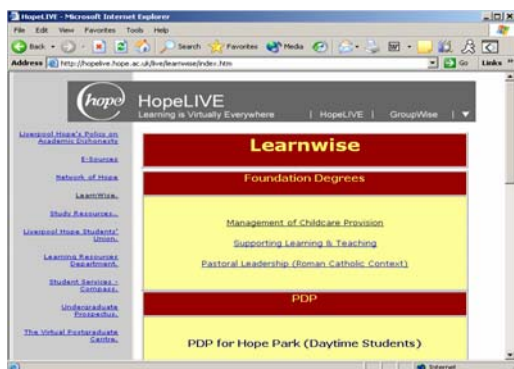 HopeLIVE - Microsoft Internet Explorer
File Edit View Favorites Tools Help
Back Search Favorites Media
Address http://hopelive.hope.ac.uk/live/learnwise/index.htm Go Links »
hope HopeLIVE
Learning is Virtually Everywhere | HopeLIVE | GroupWise |
Liverpool Hope's Policy on
Academic Dishonesty
E-Sources
Network of Hope
LearnWise.
Study Resources..
Liverpool Hope Students'
Union.
Learning Resources
Department.
Student Services -
Compass.
Undergraduate
Prospectus.
The Virtual Postgraduate
Centre.
Learnwise
Foundation Degrees
Management of Childcare Provision
Supporting Learning & Teaching
Pastoral Leadership (Roman Catholic Context)
PDP
PDP for Hope Park (Daytime Students)
Internet